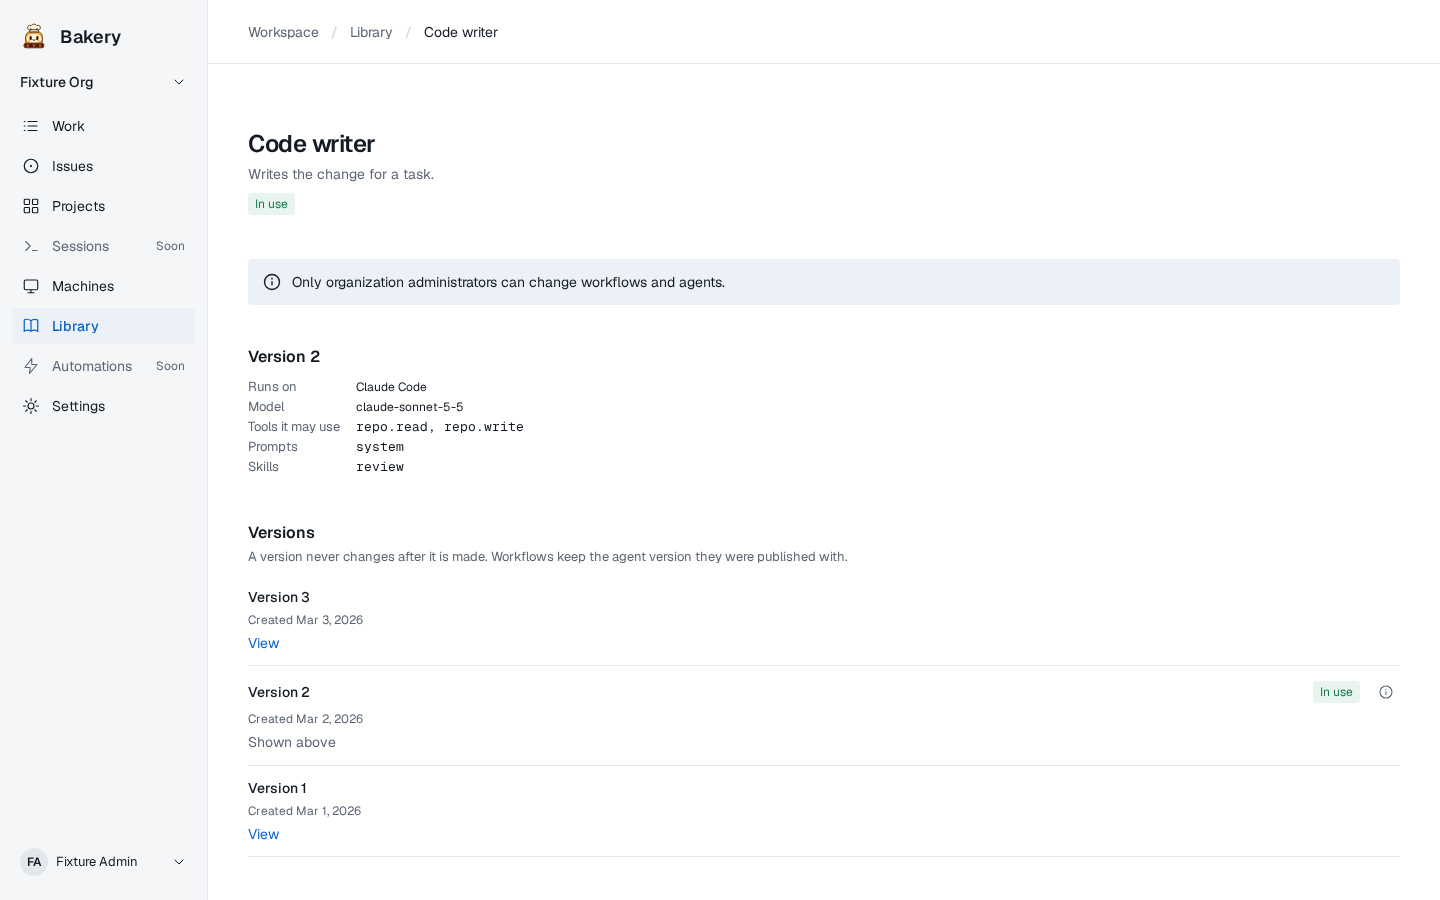 Bakery
Fixture Org
Work
Issues
Projects
Sessions Soon
Machines
Library
Automations Soon
Settings
FA Fixture Admin
Workspace / Library / Code writer
Code writer
Writes the change for a task.
In use
Only organization administrators can change workflows and agents.
Version 2
Runs on Claude Code
Model claude-sonnet-5-5
Tools it may use repo.read, repo.write
Prompts system
Skills review
Versions
A version never changes after it is made. Workflows keep the agent version they were published with.
Version 3
Created Mar 3, 2026
View
Version 2 In use
Created Mar 2, 2026
Shown above
Version 1
Created Mar 1, 2026
View